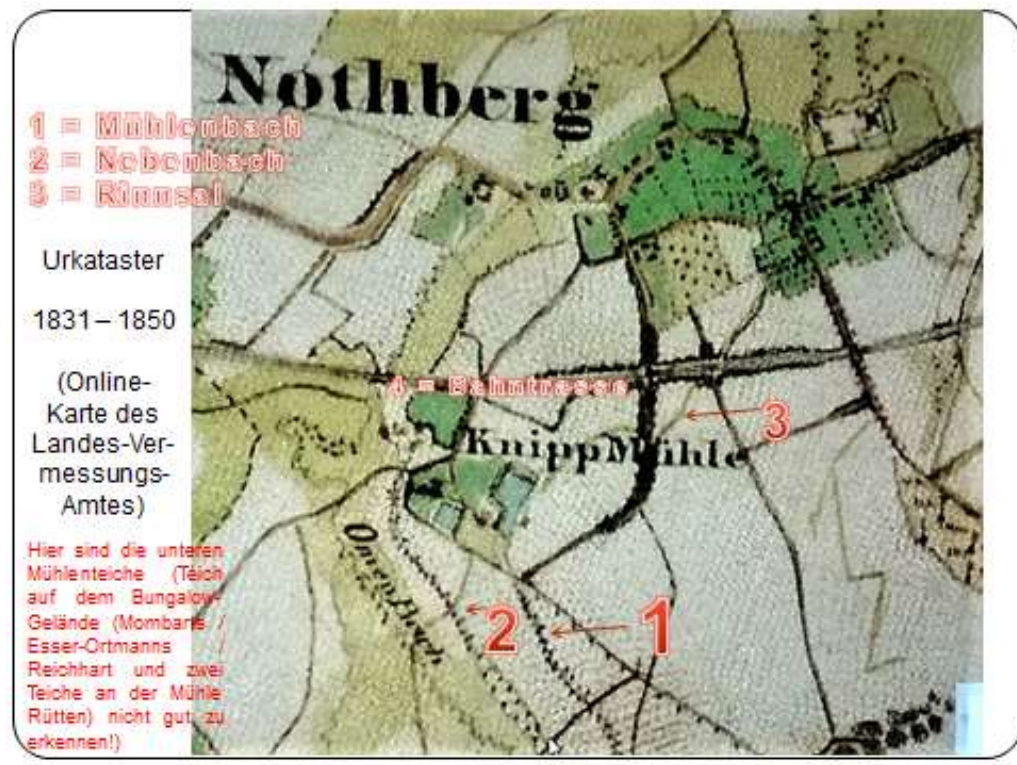 Nothberg
1 = Mühlenbach
2 = Nebenbach
3 = Rinnsal
Urkataster
1831 – 1850
(Online-
Karte des
Landes-Ver-
messungs-
Amtes)
Hier sind die unteren
Mühlenteiche (Teich
auf dem Bungalow-
Gelände (Mombarts /
Esser-Ortmanns /
Reichhart und zwei
Teiche an der Mühle
Rütten) nicht gut zu
erkennen!)
4 = Bahntrasse
3
KnippMühle
2
1